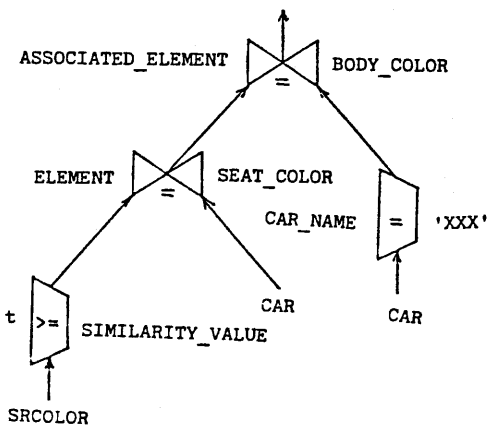 ASSOCIATED_ELEMENT = BODY_COLOR
ELEMENT = SEAT_COLOR
CAR_NAME = 'XXX'
t >= SIMILARITY_VALUE
CAR
CAR
SRCOLOR